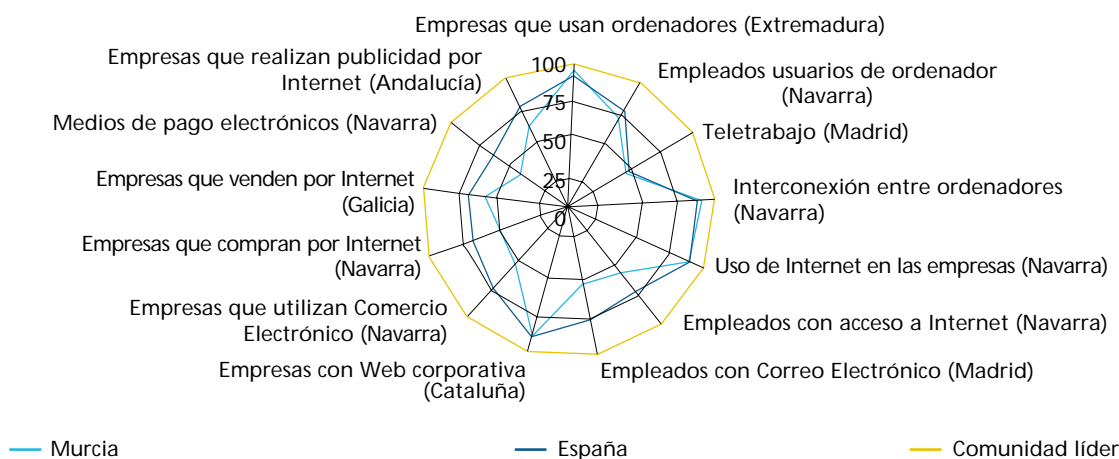 Empresas que usan ordenadores (Extremadura)
Empresas que realizan publicidad por
Internet (Andalucía)
Medios de pago electrónicos (Navarra)
Empresas que venden por Internet
(Galicia)
Empresas que compran por Internet
(Navarra)
Empresas que utilizan Comercio
Electrónico (Navarra)
Empresas con Web corporativa
(Cataluña)
100
75
50
25
0
Empleados usuarios de ordenador
(Navarra)
Teletrabajo (Madrid)
Interconexión entre ordenadores
(Navarra)
Uso de Internet en las empresas (Navarra)
Empleados con acceso a Internet (Navarra)
Empleados con Correo Electrónico (Madrid)
Murcia
España
Comunidad líder